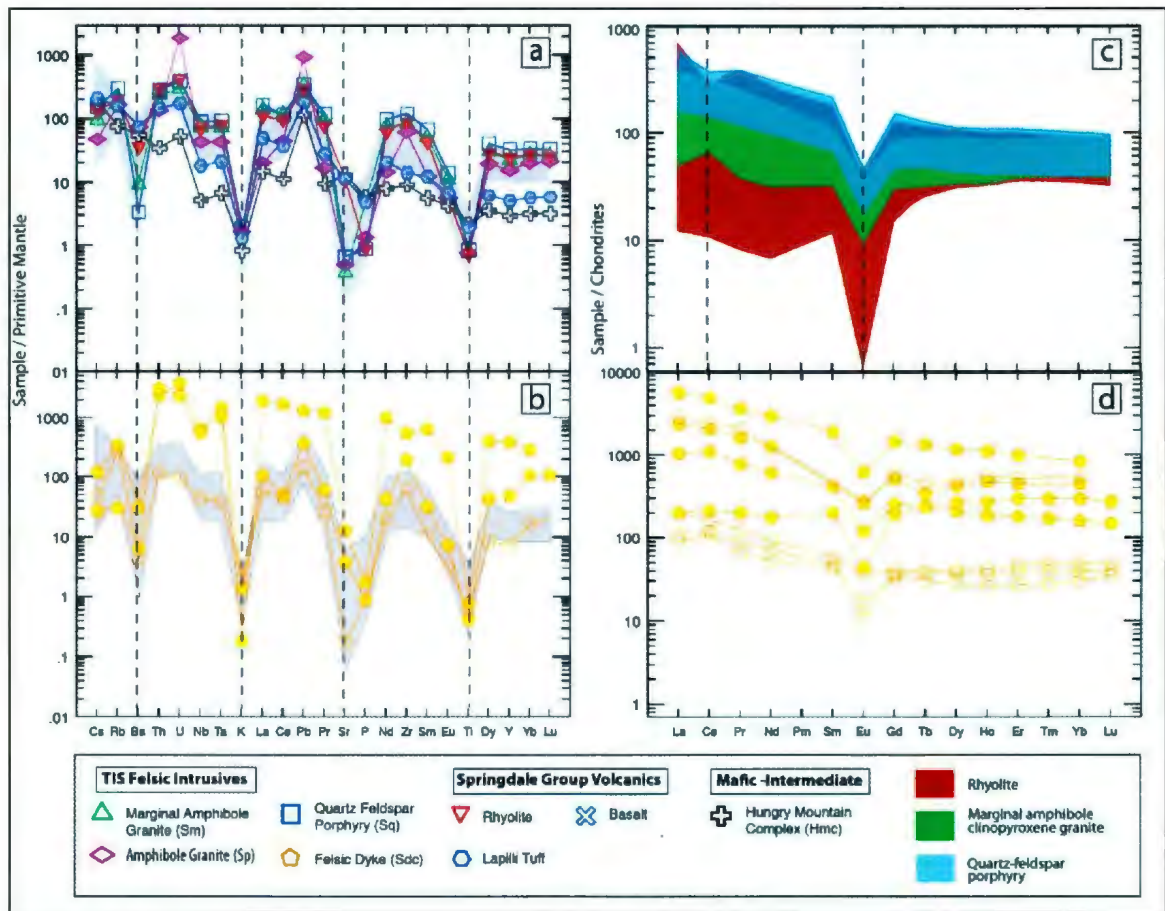 a
b
c
d
Sample / Primitive Mantle
Sample / Chondrites
1000
100
10
1
.1
01
1000
100
10
1
.1
.01
1000
100
10
1
10000
1000
100
10
1
Cs Rb Ba Th U Nb Ta K La Ce Pb Pr Sr P Nd Zr Sm Eu Ti Dy Y Yb Lu
La Ce Pr Nd Pm Sm Eu Gd Tb Dy Ho Er Tm Yb Lu
TIS Felsic Intrusives
Marginal Amphibole
Granite (Sm)
Amphibole Granite (Sp)
Quartz Feldspar
Porphyry (Sq)
Felsic Dyke (Sdc)
Springdale Group Volcanics
Rhyolite
Basalt
Lapilli Tuff
Mafic -Intermediate
Hungry Mountain
Complex (Hmc)
Rhyolite
Marginal amphibole
clinopyroxene granite
Quartz-feldspar
porphyry